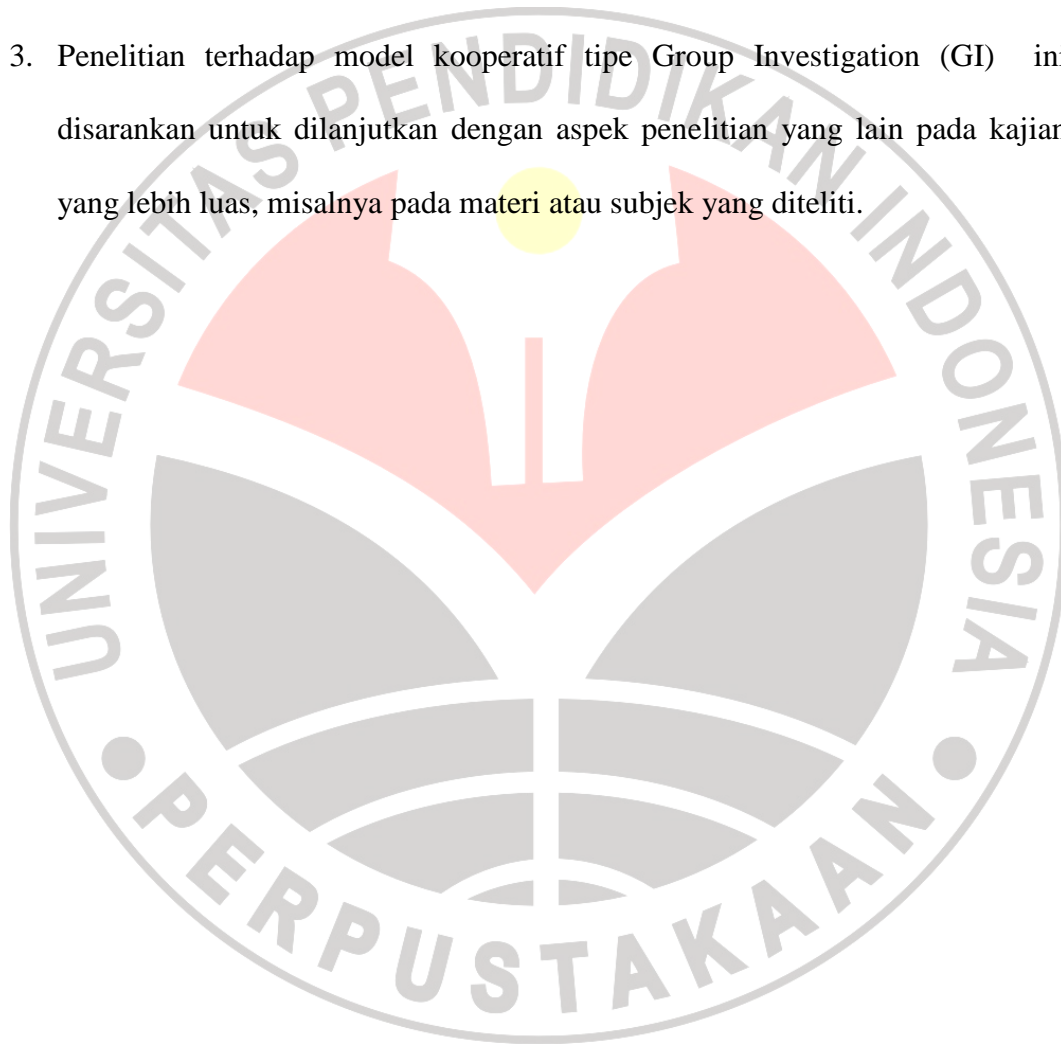 3. Penelitian terhadap model kooperatif tipe Group Investigation (GI) ini
disarankan untuk dilanjutkan dengan aspek penelitian yang lain pada kajian
yang lebih luas, misalnya pada materi atau subjek yang diteliti.
UNIVERSITAS PENDIDIKAN INDONESIA
PERPUSTAKAAN